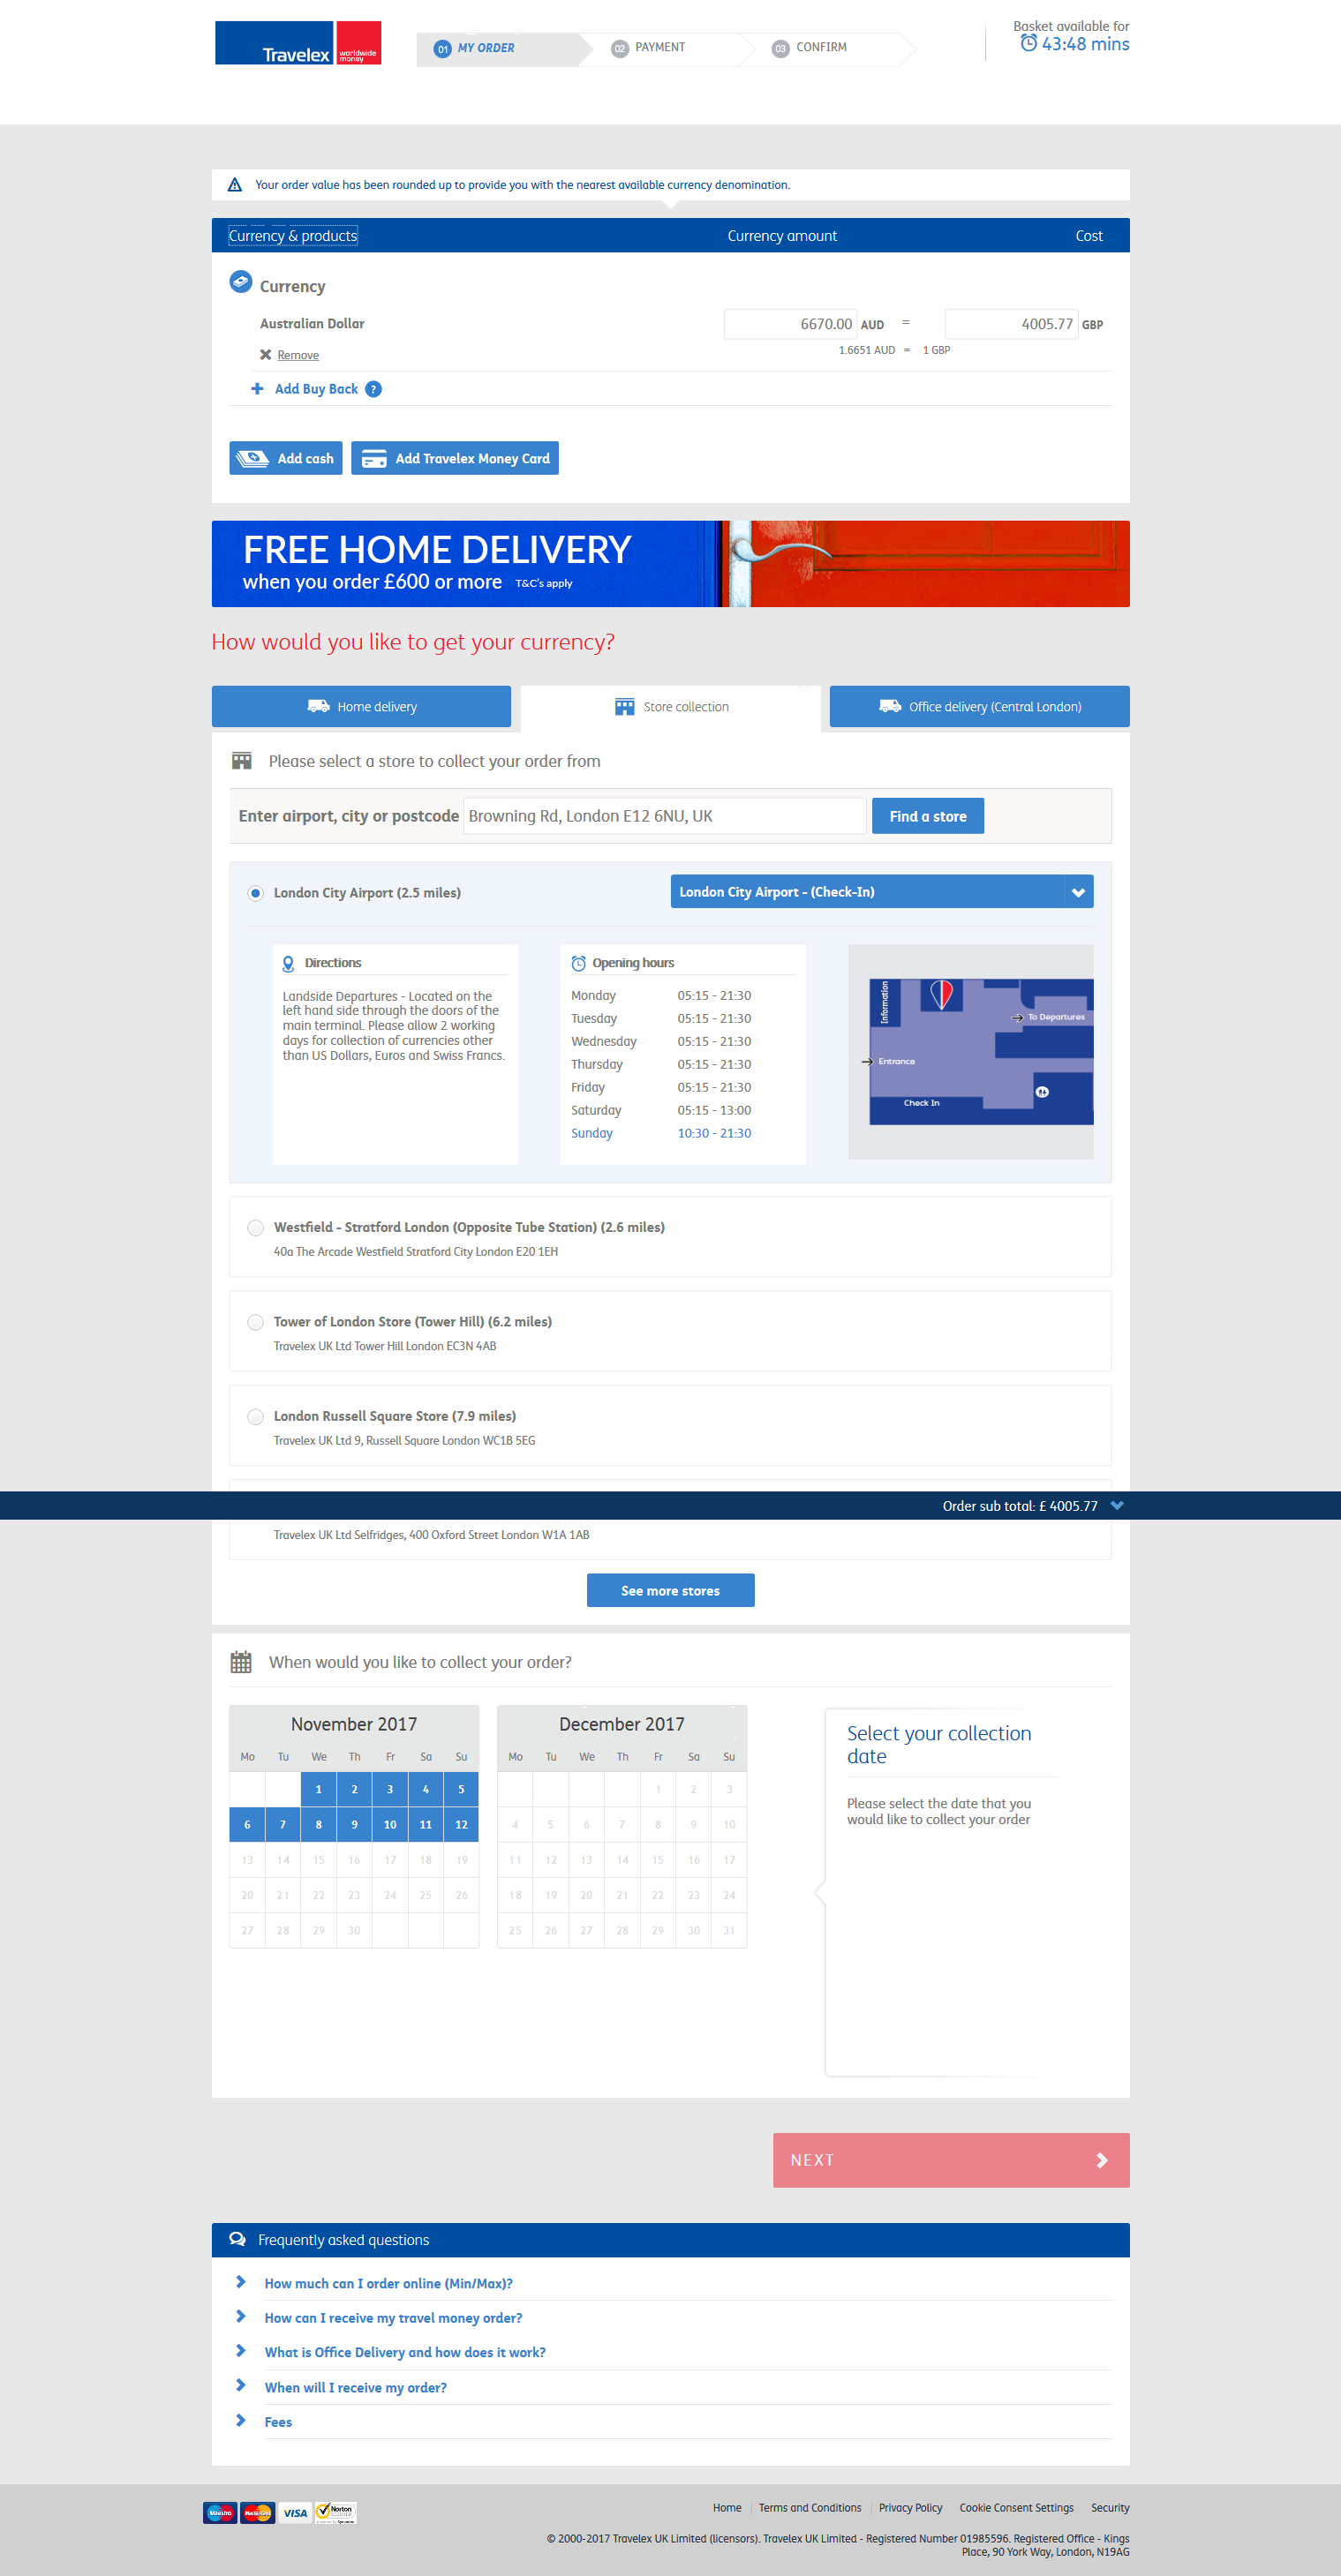 Travelex worldwide money
01 MY ORDER
02 PAYMENT
03 CONFIRM
Basket available for
43:48 mins
Your order value has been rounded up to provide you with the nearest available currency denomination.
Currency & products Currency amount Cost
Currency
Australian Dollar 6670.00 AUD = 4005.77 GBP
Remove 1.6651 AUD = 1 GBP
Add Buy Back ?
Add cash Add Travelex Money Card
FREE HOME DELIVERY
when you order £600 or more T&C's apply
How would you like to get your currency?
Home delivery Store collection Office delivery (Central London)
Please select a store to collect your order from
Enter airport, city or postcode Browning Rd, London E12 6NU, UK Find a store
London City Airport (2.5 miles) London City Airport - (Check-In)
Directions
Landside Departures - Located on the
left hand side through the doors of the
main terminal. Please allow 2 working
days for collection of currencies other
than US Dollars, Euros and Swiss Francs.
Opening hours
Monday 05:15 - 21:30
Tuesday 05:15 - 21:30
Wednesday 05:15 - 21:30
Thursday 05:15 - 21:30
Friday 05:15 - 21:30
Saturday 05:15 - 13:00
Sunday 10:30 - 21:30
Information
To Departures
Entrance
Check In
Westfield - Stratford London (Opposite Tube Station) (2.6 miles)
40a The Arcade Westfield Stratford City London E20 1EH
Tower of London Store (Tower Hill) (6.2 miles)
Travelex UK Ltd Tower Hill London EC3N 4AB
London Russell Square Store (7.9 miles)
Travelex UK Ltd 9, Russell Square London WC1B 5EG
Order sub total: £ 4005.77
Travelex UK Ltd Selfridges, 400 Oxford Street London W1A 1AB
See more stores
When would you like to collect your order?
November 2017
Mo Tu We Th Fr Sa Su
1 2 3 4 5
6 7 8 9 10 11 12
13 14 15 16 17 18 19
20 21 22 23 24 25 26
27 28 29 30
December 2017
Mo Tu We Th Fr Sa Su
1 2 3
4 5 6 7 8 9 10
11 12 13 14 15 16 17
18 19 20 21 22 23 24
25 26 27 28 29 30 31
Select your collection
date
Please select the date that you
would like to collect your order
NEXT
Frequently asked questions
How much can I order online (Min/Max)?
How can I receive my travel money order?
What is Office Delivery and how does it work?
When will I receive my order?
Fees
Maestro MasterCard VISA Norton
Home Terms and Conditions Privacy Policy Cookie Consent Settings Security
© 2000-2017 Travelex UK Limited (licensors). Travelex UK Limited - Registered Number 01985596. Registered Office - Kings
Place, 90 York Way, London, N19AG